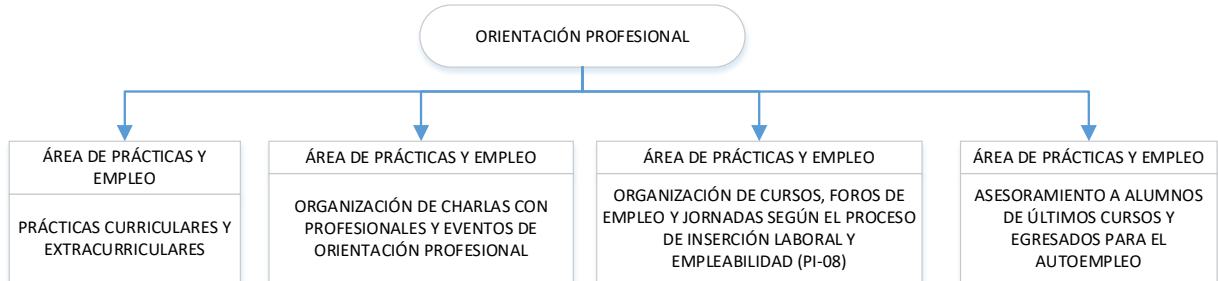 ORIENTACIÓN PROFESIONAL
ÁREA DE PRÁCTICAS Y
EMPLEO
PRÁCTICAS CURRICULARES Y
EXTRACURRICULARES
ÁREA DE PRÁCTICAS Y EMPLEO
ORGANIZACIÓN DE CHARLAS CON
PROFESIONALES Y EVENTOS DE
ORIENTACIÓN PROFESIONAL
ÁREA DE PRÁCTICAS Y EMPLEO
ORGANIZACIÓN DE CURSOS, FOROS DE
EMPLEO Y JORNADAS SEGÚN EL PROCESO
DE INSERCIÓN LABORAL Y
EMPLEABILIDAD (PI-08)
ÁREA DE PRÁCTICAS Y EMPLEO
ASESORAMIENTO A ALUMNOS
DE ÚLTIMOS CURSOS Y
EGRESADOS PARA EL
AUTOEMPLEO